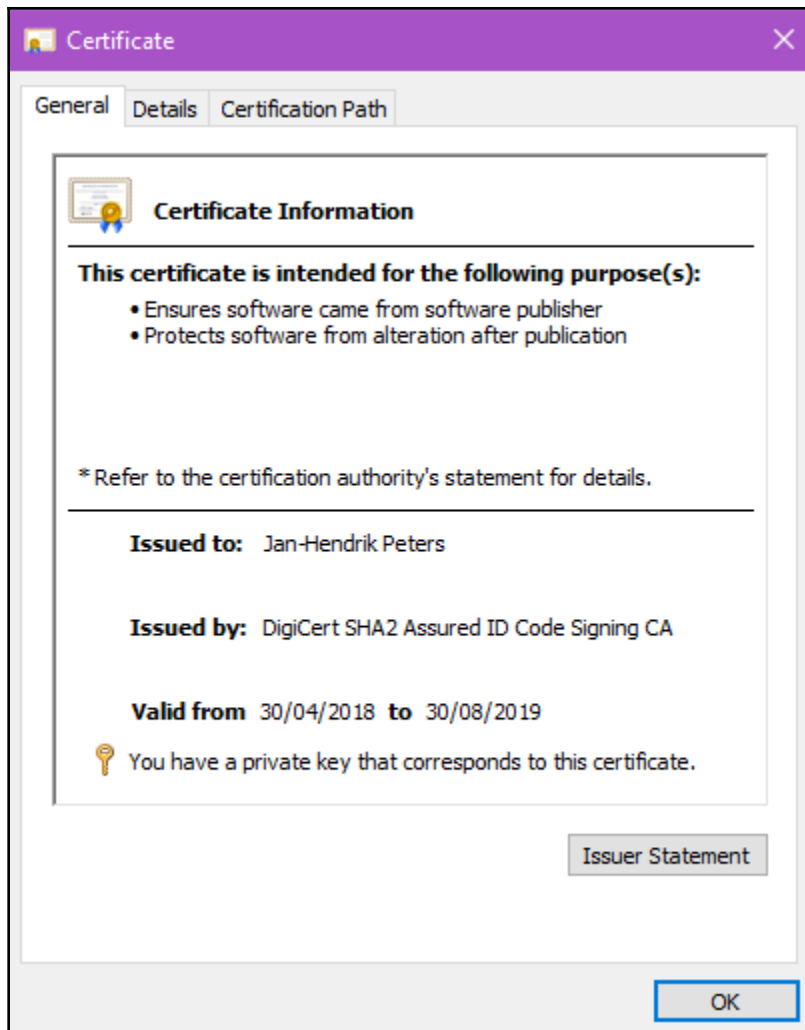 Certificate
General Details Certification Path
Certificate Information
This certificate is intended for the following purpose(s):
• Ensures software came from software publisher
• Protects software from alteration after publication
* Refer to the certification authority's statement for details.
Issued to: Jan-Hendrik Peters
Issued by: DigiCert SHA2 Assured ID Code Signing CA
Valid from 30/04/2018 to 30/08/2019
You have a private key that corresponds to this certificate.
Issuer Statement
OK